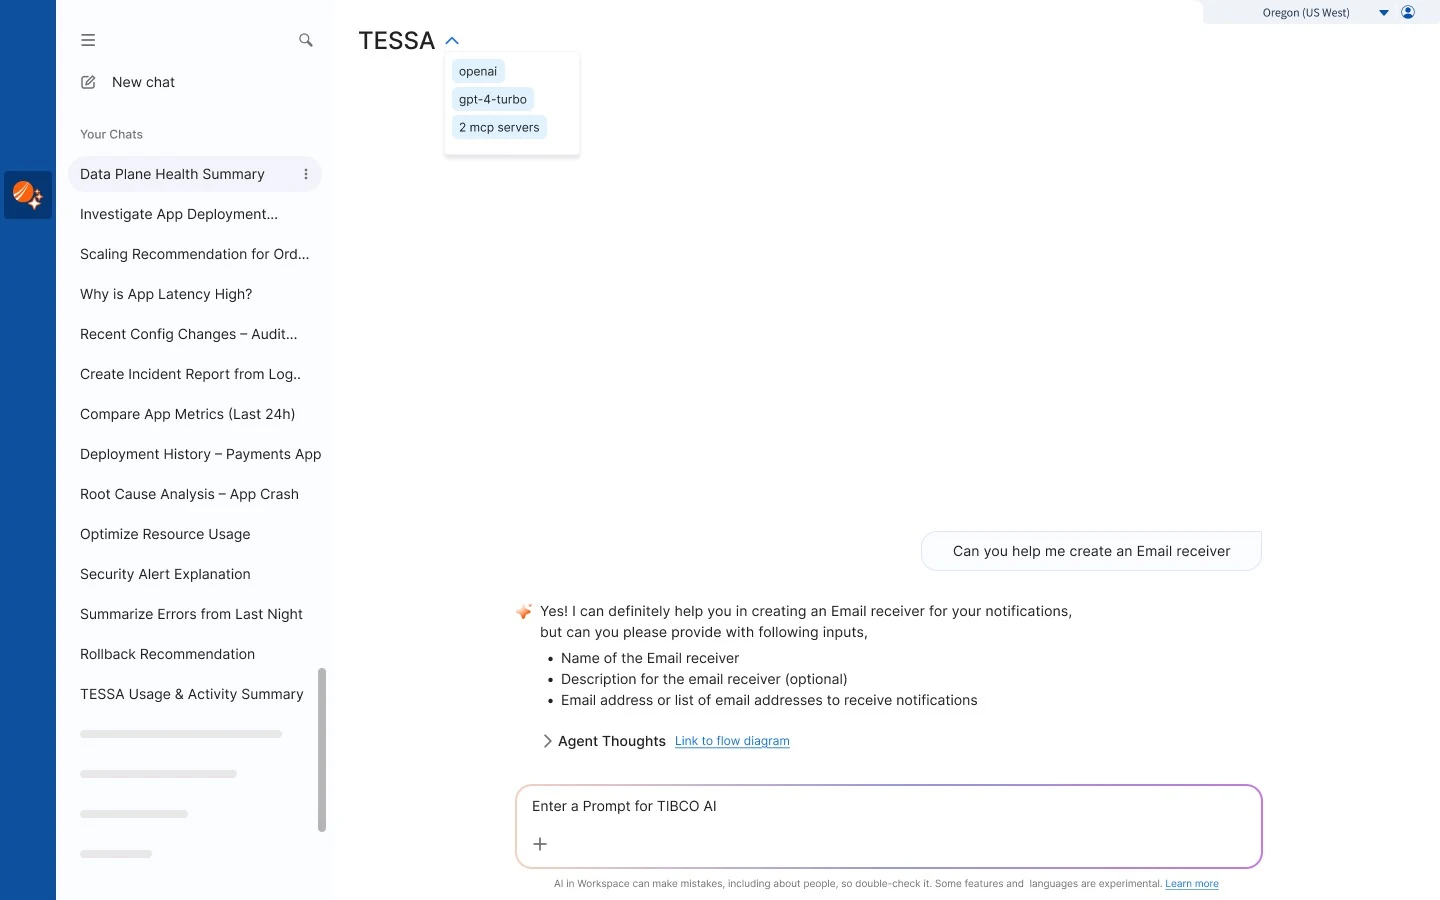 Oregon (US West)
TESSA
openai
gpt-4-turbo
2 mcp servers
New chat
Your Chats
Data Plane Health Summary
Investigate App Deployment...
Scaling Recommendation for Ord...
Why is App Latency High?
Recent Config Changes – Audit...
Create Incident Report from Log..
Compare App Metrics (Last 24h)
Deployment History – Payments App
Root Cause Analysis – App Crash
Optimize Resource Usage
Security Alert Explanation
Summarize Errors from Last Night
Rollback Recommendation
TESSA Usage & Activity Summary
Can you help me create an Email receiver
Yes! I can definitely help you in creating an Email receiver for your notifications,
but can you please provide with following inputs,
• Name of the Email receiver
• Description for the email receiver (optional)
• Email address or list of email addresses to receive notifications
Agent Thoughts Link to flow diagram
Enter a Prompt for TIBCO AI
AI in Workspace can make mistakes, including about people, so double-check it. Some features and languages are experimental. Learn more